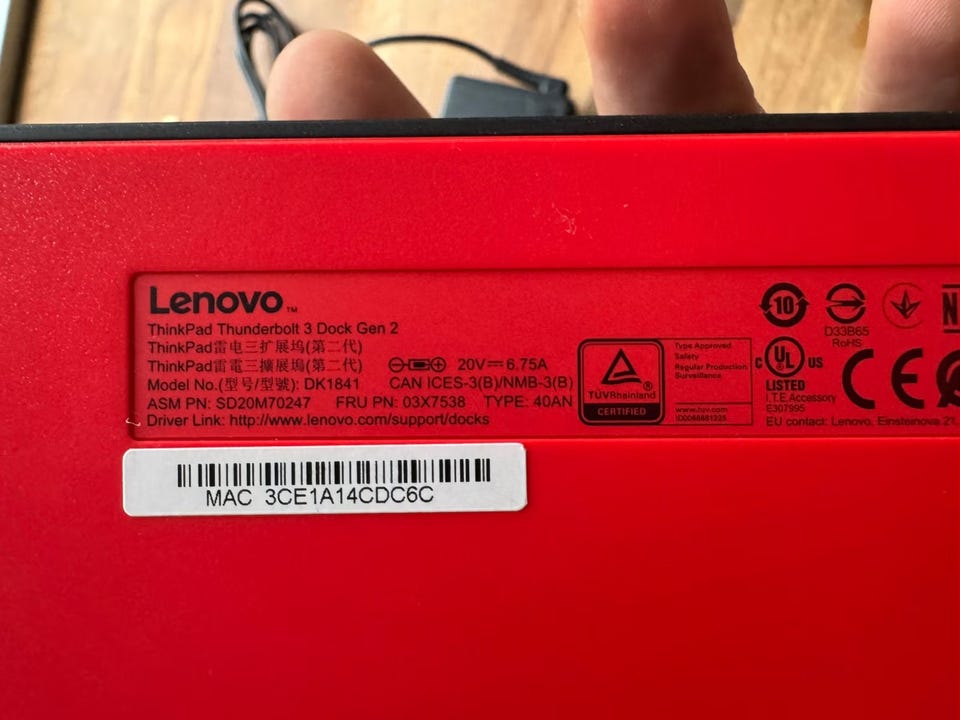 Lenovo™
ThinkPad Thunderbolt 3 Dock Gen 2
ThinkPad雷电三扩展坞(第二代)
ThinkPad雷電三擴展塢(第二代)
20V⎓6.75A
Model No.(型号/型號): DK1841
CAN ICES-3(B)/NMB-3(B)
ASM PN: SD20M70247 FRU PN: 03X7538 TYPE: 40AN
Driver Link: http://www.lenovo.com/support/docks
TÜVRheinland®
CERTIFIED
Type Approved
Safety
Regular Production
Surveillance
www.tuv.com
10
D33B65
RoHS
c UL US
LISTED
I.T.E.Accessory
E307995
CE
EU contact: Lenovo, Einsteinova 21,
MAC 3CE1A14CDC6C